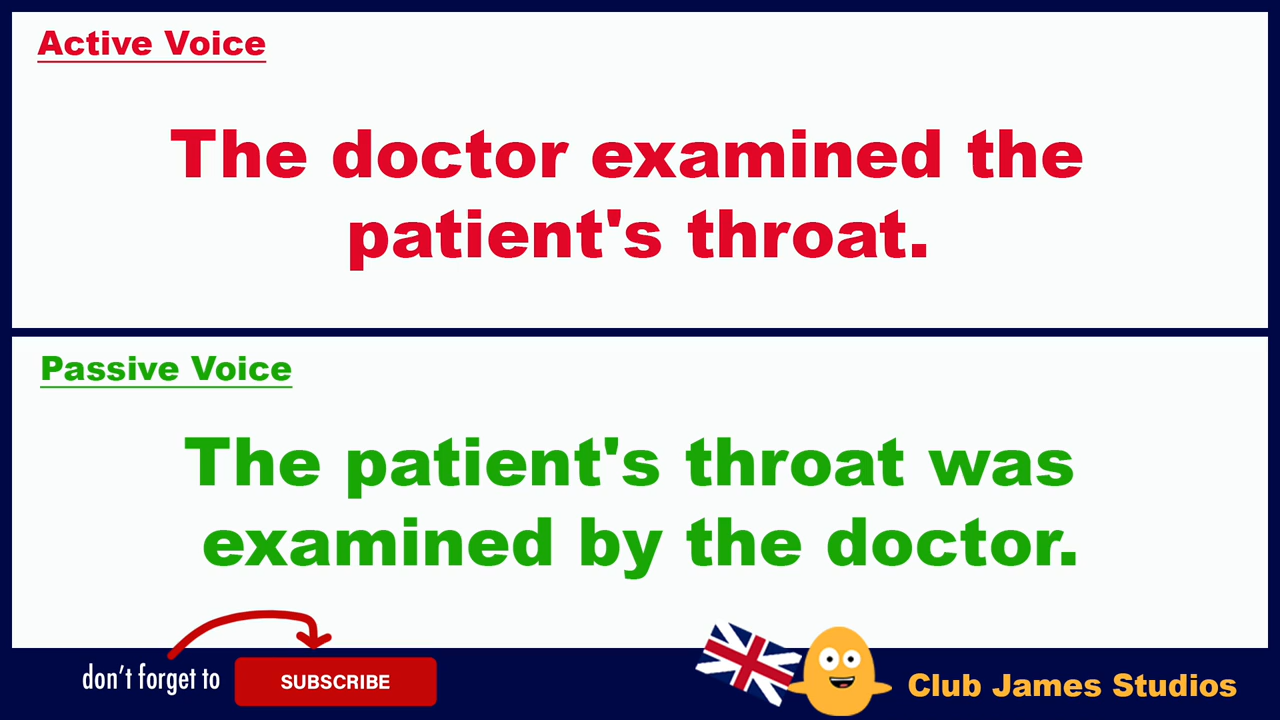 Active Voice
The doctor examined the
patient's throat.
Passive Voice
The patient's throat was
examined by the doctor.
don't forget to
SUBSCRIBE
Club James Studios